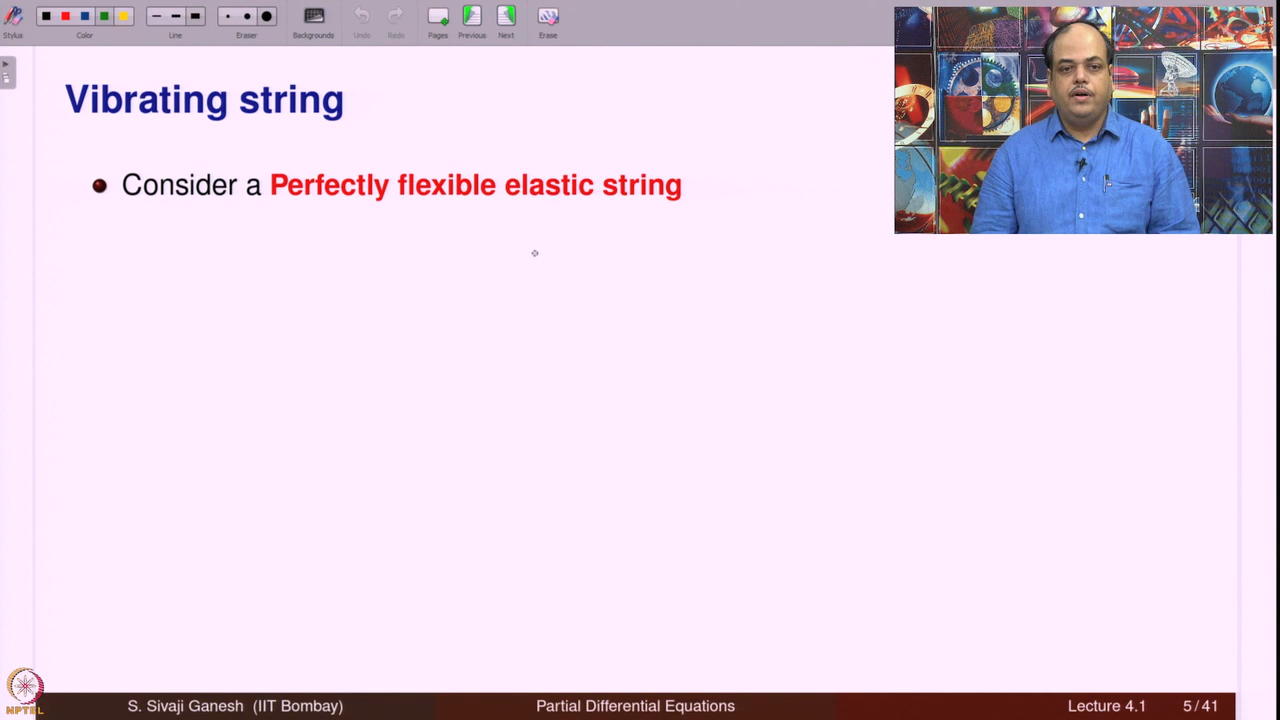 Stylus
Color
Line
Eraser
Backgrounds
Undo
Redo
Pages
Previous
Next
Erase
Vibrating string
Consider a Perfectly flexible elastic string
NPTEL
S. Sivaji Ganesh (IIT Bombay) Partial Differential Equations Lecture 4.1 5 / 41